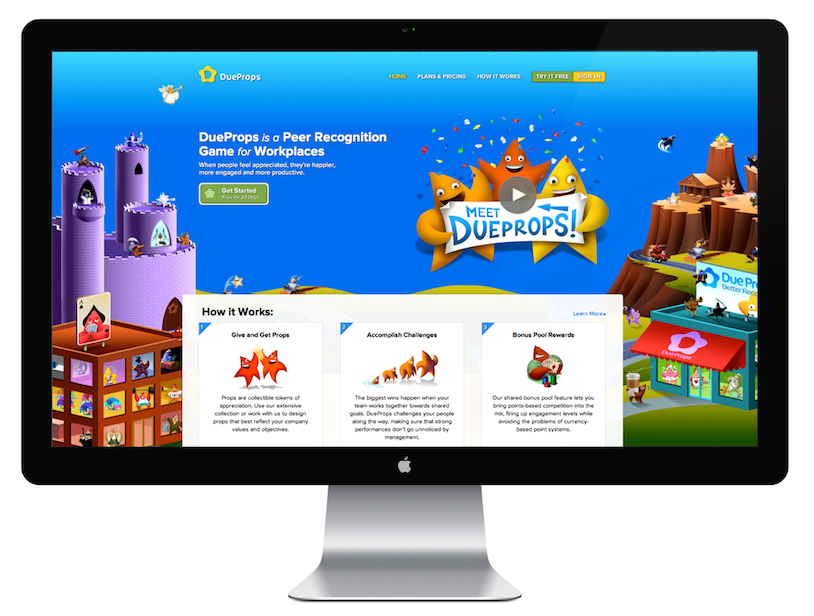 DueProps
HOME PLANS & PRICING HOW IT WORKS TRY IT FREE SIGN IN
DueProps is a Peer Recognition
Game for Workplaces
When people feel appreciated, they're happier,
more engaged and more productive.
Get Started
Free for 30 Days
MEET
DUEPROPS!
How it Works:
Learn More
1
Give and Get Props
Props are collectible tokens of
appreciation. Use our extensive
collection or work with us to design
props that best reflect your company
values and objectives.
2
Accomplish Challenges
The biggest wins happen when your
team works together towards shared
goals. DueProps challenges your people
along the way, making sure that strong
performances don't go unnoticed by
management.
3
Bonus Pool Rewards
Our shared bonus pool feature lets you
bring points-based competition into the
mix, firing up engagement levels while
avoiding the problems of currency-
based point systems.
Due Pr
Better Reco
DueProps
A